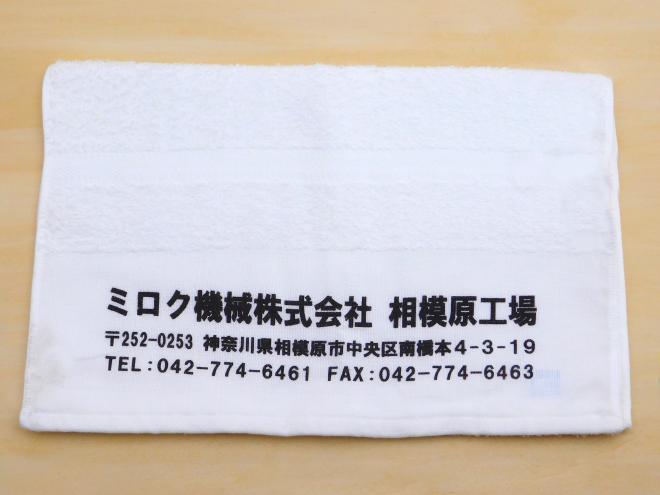 ミロク機械株式会社 相模原工場
〒252-0253 神奈川県相模原市中央区南橋本4-3-19
TEL:042-774-6461 FAX:042-774-6463